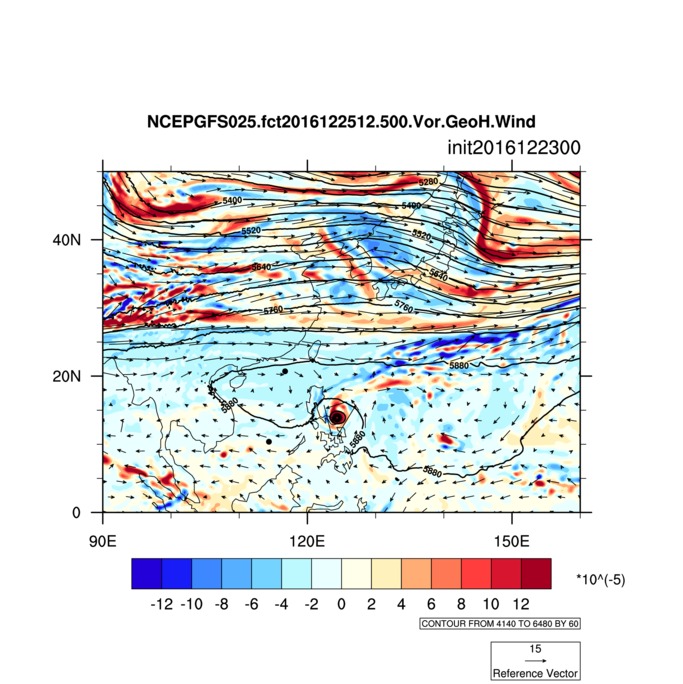 NCEPGFS025.fct2016122512.500.Vor.GeoH.Wind
init2016122300
5280
5400
5400
5520
5520
5640
5640
5760
5760
5880
5880
5880
5880
40N
20N
0
90E 120E 150E
-12 -10 -8 -6 -4 -2 0 2 4 6 8 10 12
*10^(-5)
CONTOUR FROM 4140 TO 6480 BY 60
15
Reference Vector